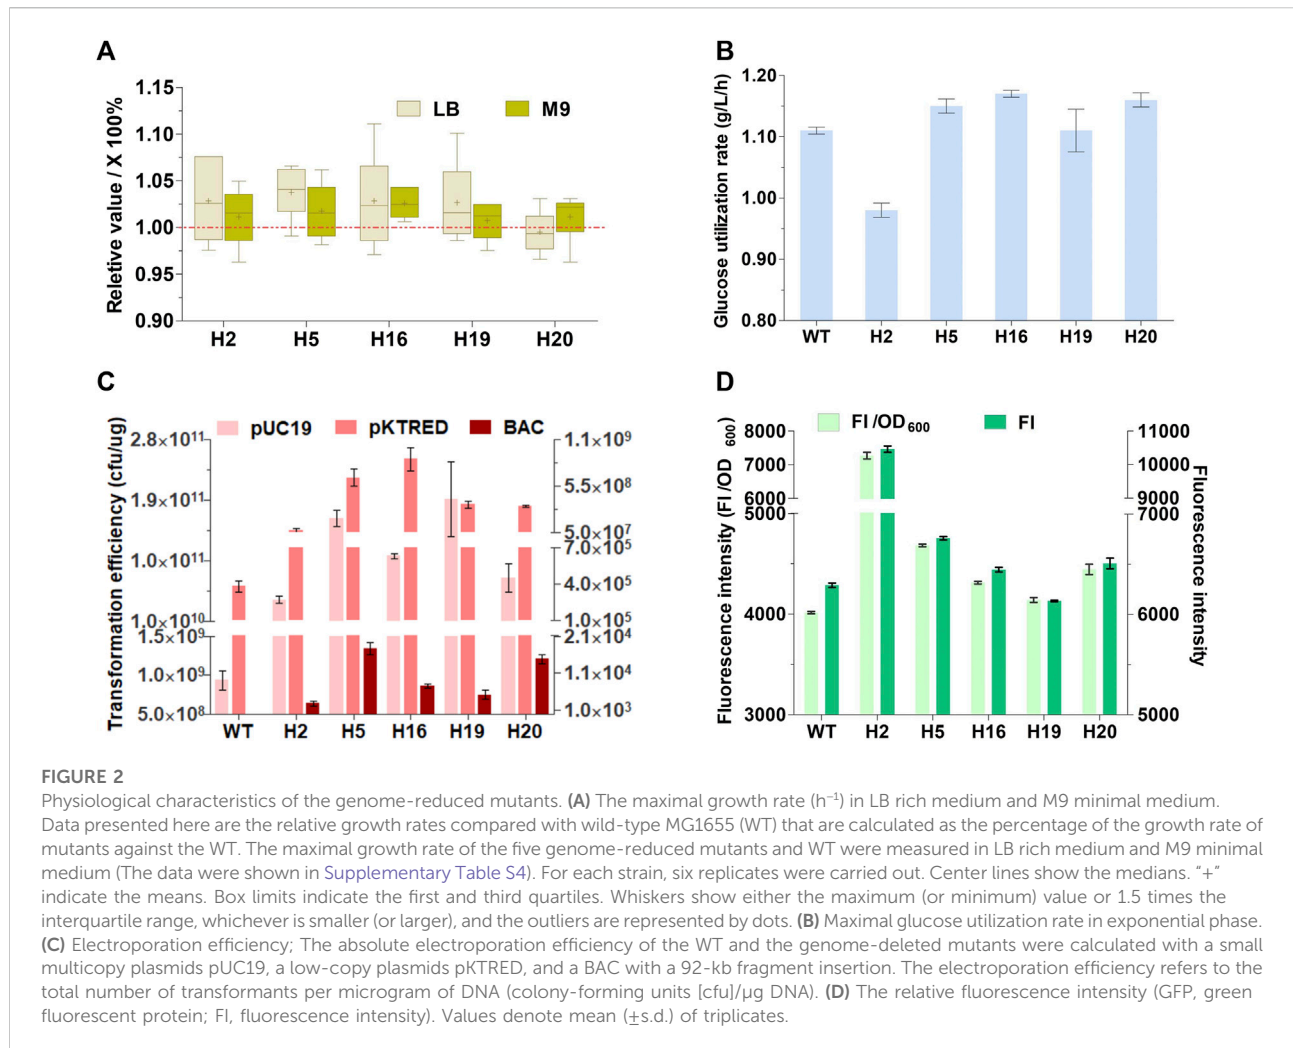 A
Reletive value / X 100%
1.15
1.10
1.05
1.00
0.95
0.90
LB
M9
H2
H5
H16
H19
H20
B
Glucose utilization rate (g/L/h)
1.20
1.10
1.00
0.90
0.80
WT
H2
H5
H16
H19
H20
C
Transformation efficiency (cfu/ug)
pUC19
pKTRED
BAC
2.8×10¹¹
1.9×10¹¹
1.0×10¹¹
1.0×10¹⁰
1.5×10⁹
1.0×10⁹
5.0×10⁸
1.1×10⁹
5.5×10⁸
5.0×10⁷
7.0×10⁵
4.0×10⁵
1.0×10⁵
2.1×10⁴
1.1×10⁴
1.0×10³
WT
H2
H5
H16
H19
H20
D
Fluorescence intensity (FI /OD 600)
FI /OD600
FI
8000
7000
6000
5000
4000
3000
11000
10000
9000
7000
6000
5000
Fluorescence intensity
WT
H2
H5
H16
H19
H20
FIGURE 2
Physiological characteristics of the genome-reduced mutants. (A) The maximal growth rate (h⁻¹) in LB rich medium and M9 minimal medium.
Data presented here are the relative growth rates compared with wild-type MG1655 (WT) that are calculated as the percentage of the growth rate of
mutants against the WT. The maximal growth rate of the five genome-reduced mutants and WT were measured in LB rich medium and M9 minimal
medium (The data were shown in Supplementary Table S4). For each strain, six replicates were carried out. Center lines show the medians. "+"
indicate the means. Box limits indicate the first and third quartiles. Whiskers show either the maximum (or minimum) value or 1.5 times the
interquartile range, whichever is smaller (or larger), and the outliers are represented by dots. (B) Maximal glucose utilization rate in exponential phase.
(C) Electroporation efficiency; The absolute electroporation efficiency of the WT and the genome-deleted mutants were calculated with a small
multicopy plasmids pUC19, a low-copy plasmids pKTRED, and a BAC with a 92-kb fragment insertion. The electroporation efficiency refers to the
total number of transformants per microgram of DNA (colony-forming units [cfu]/µg DNA). (D) The relative fluorescence intensity (GFP, green
fluorescent protein; FI, fluorescence intensity). Values denote mean (±s.d.) of triplicates.